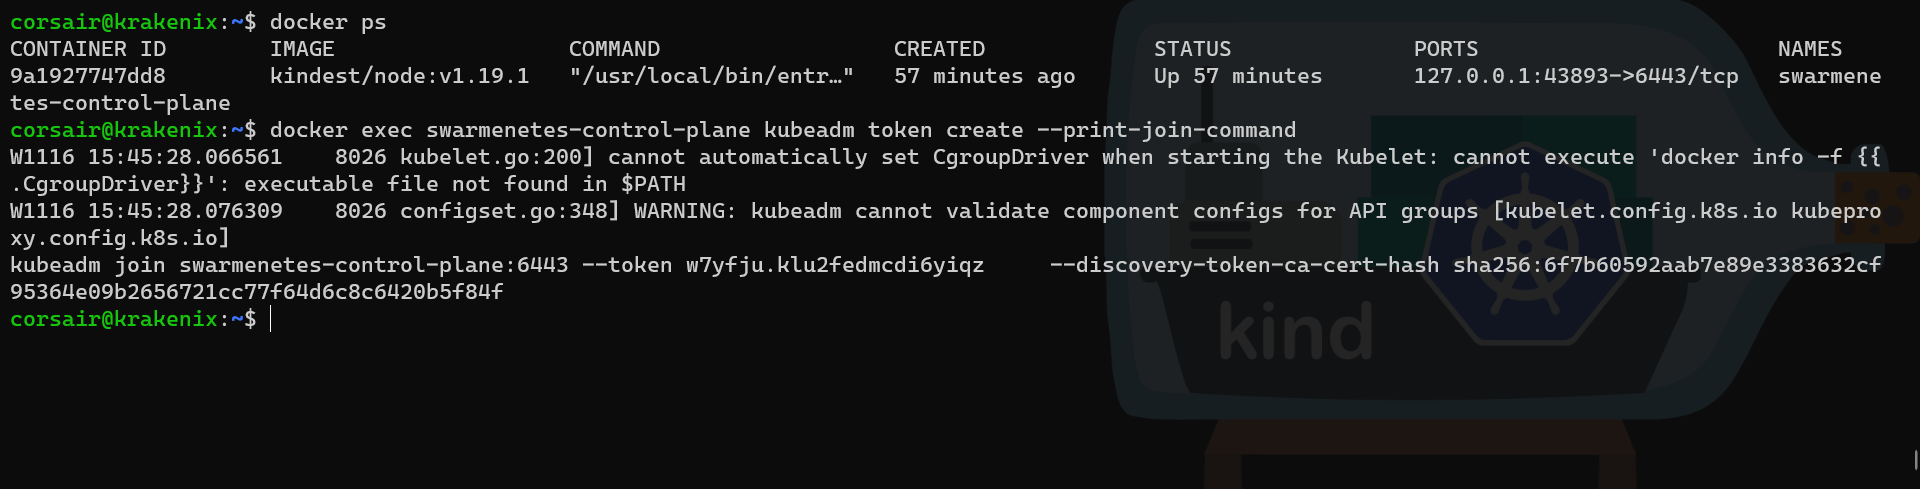 corsair@krakenix:~$ docker ps
CONTAINER ID        IMAGE                  COMMAND                  CREATED             STATUS              PORTS                       NAMES
9a1927747dd8        kindest/node:v1.19.1   "/usr/local/bin/entr…"   57 minutes ago      Up 57 minutes       127.0.0.1:43893->6443/tcp   swarmene
tes-control-plane
corsair@krakenix:~$ docker exec swarmenetes-control-plane kubeadm token create --print-join-command
W1116 15:45:28.066561    8026 kubelet.go:200] cannot automatically set CgroupDriver when starting the Kubelet: cannot execute 'docker info -f {{
.CgroupDriver}}': executable file not found in $PATH
W1116 15:45:28.076309    8026 configset.go:348] WARNING: kubeadm cannot validate component configs for API groups [kubelet.config.k8s.io kubepro
xy.config.k8s.io]
kubeadm join swarmenetes-control-plane:6443 --token w7yfju.klu2fedmcdi6yiqz     --discovery-token-ca-cert-hash sha256:6f7b60592aab7e89e3383632cf
95364e09b2656721cc77f64d6c8c6420b5f84f
corsair@krakenix:~$
kind